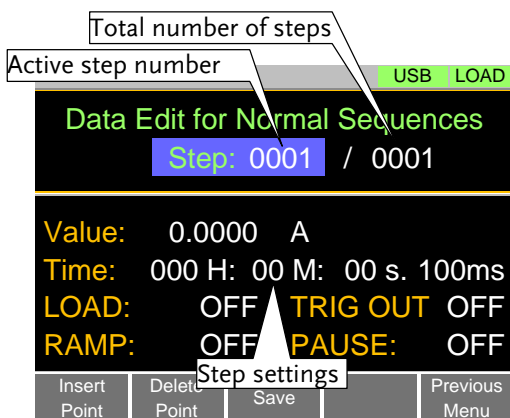 Total number of steps
Active step number
USB LOAD
Data Edit for Normal Sequences
Step: 0001 / 0001
Value: 0.0000 A
Time: 000 H: 00 M: 00 s. 100ms
LOAD: OFF TRIG OUT OFF
RAMP: OFF PAUSE: OFF
Step settings
Insert Point
Delete Point
Save
Previous Menu